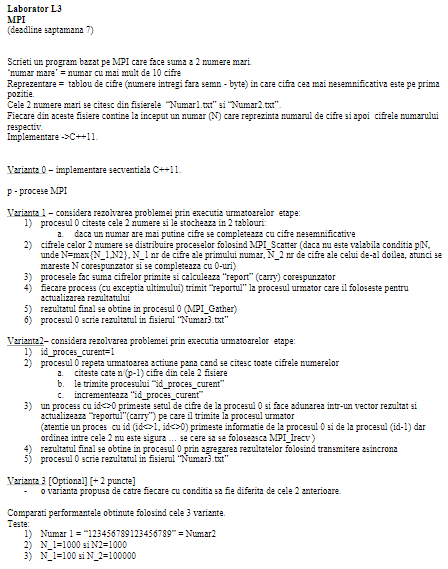 Laborator L3
MPI
(deadline saptamana 7)
Scrieti un program bazat pe MPI care face suma a 2 numere mari.
'numar mare' = numar cu mai mult de 10 cifre
Reprezentare = tablou de cifre (numere intregi fara semn - byte) in care cifra cea mai nesemnificativa este pe prima
pozitie.
Cele 2 numere mari se citesc din fisierele "Numar1.txt" si "Numar2.txt".
Fiecare din aceste fisiere contine la inceput un numar (N) care reprezinta numarul de cifre si apoi cifrele numarului
respectiv.
Implementare ->C++11.
Varianta 0 – implementare secventiala C++11.
p - procese MPI
Varianta 1 – considera rezolvarea problemei prin executia urmatoarelor etape:
1) procesul 0 citeste cele 2 numere si le stocheaza in 2 tablouri;
a. daca un numar are mai putine cifre se completeaza cu cifre nesemnificative
2) cifrele celor 2 numere se distribuire proceselor folosind MPI_Scatter (daca nu este valabila conditia p|N,
unde N=max{N_1,N2}, N_1 nr de cifre ale primului numar, N_2 nr de cifre ale celui de-al doilea, atunci se
mareste N corespunzator si se completeaza cu 0-uri)
3) procesele fac suma cifrelor primite si calculeaza "report" (carry) corespunzator
4) fiecare process (cu exceptia ultimului) trimit "reportul" la procesul urmator care il foloseste pentru
actualizarea rezultatului
5) rezultatul final se obtine in procesul 0 (MPI_Gather)
6) procesul 0 scrie rezultatul in fisierul "Numar3.txt"
Varianta2– considera rezolvarea problemei prin executia urmatoarelor etape:
1) id_proces_curent=1
2) procesul 0 repeta urmatoarea actiune pana cand se citesc toate cifrele numerelor
a. citeste cate n/(p-1) cifre din cele 2 fisiere
b. le trimite procesului "id_proces_curent"
c. incrementeaza "id_proces_curent"
3) un process cu id<>0 primeste setul de cifre de la procesul 0 si face adunarea intr-un vector rezultat si
actualizeaza "reportul"(carry") pe care il trimite la procesul urmator
(atentie un proces cu id (id<>1, id<>0) primeste informatie de la procesul 0 si de la procesul (id-1) dar
ordinea intre cele 2 nu este sigura ... se cere sa se foloseasca MPI_Irecv )
4) rezultatul final se obtine in procesul 0 prin agregarea rezultatelor folosind transmitere asincrona
5) procesul 0 scrie rezultatul in fisierul "Numar3.txt"
Varianta 3 [Optional] [+ 2 puncte]
- o varianta propusa de catre fiecare cu conditia sa fie diferita de cele 2 anterioare.
Comparati performantele obtinute folosind cele 3 variante.
Teste:
1) Numar 1 = "123456789123456789" = Numar2
2) N_1=1000 si N2=1000
3) N_1=100 si N_2=100000